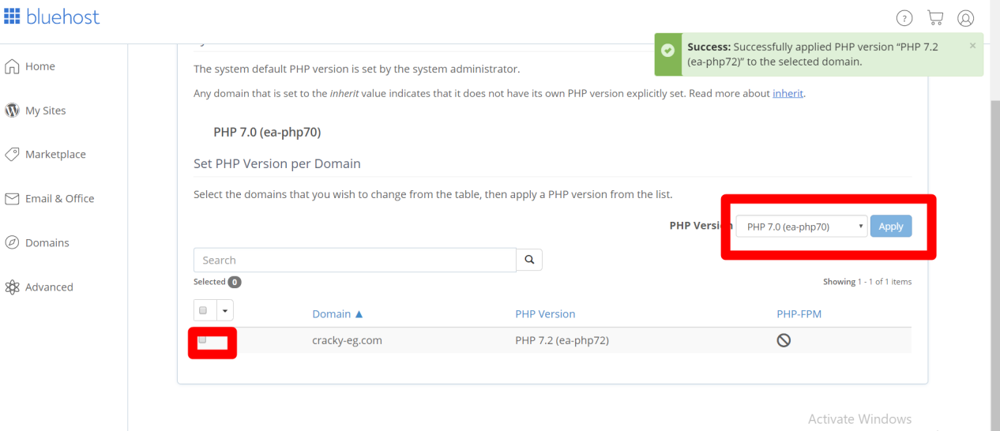 bluehost
?
Success: Successfully applied PHP version “PHP 7.2
(ea-php72)” to the selected domain.
×
Home
My Sites
Marketplace
Email & Office
Domains
Advanced
The system default PHP version is set by the system administrator.
Any domain that is set to the inherit value indicates that it does not have its own PHP version explicitly set. Read more about inherit.
PHP 7.0 (ea-php70)
Set PHP Version per Domain
Select the domains that you wish to change from the table, then apply a PHP version from the list.
PHP Version PHP 7.0 (ea-php70) Apply
Search
Selected 0 Showing 1 - 1 of 1 items
Domain ▲ PHP Version PHP-FPM
cracky-eg.com PHP 7.2 (ea-php72)
Activate Windows